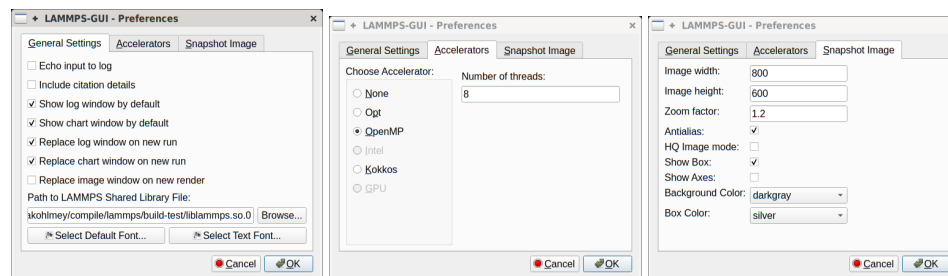 LAMMPS-GUI - Preferences
General Settings Accelerators Snapshot Image
Echo input to log
Include citation details
Show log window by default
Show chart window by default
Replace log window on new run
Replace chart window on new run
Replace image window on new render
Path to LAMMPS Shared Library File:
akohlmey/compile/lammps/build-test/liblammps.so.0 Browse...
Select Default Font... Select Text Font...
Cancel OK
LAMMPS-GUI - Preferences
General Settings Accelerators Snapshot Image
Choose Accelerator:
None
Opt
OpenMP
Intel
Kokkos
GPU
Number of threads:
8
Cancel OK
LAMMPS-GUI - Preferences
General Settings Accelerators Snapshot Image
Image width: 800
Image height: 600
Zoom factor: 1.2
Antialias:
HQ Image mode:
Show Box:
Show Axes:
Background Color: darkgray
Box Color: silver
Cancel OK